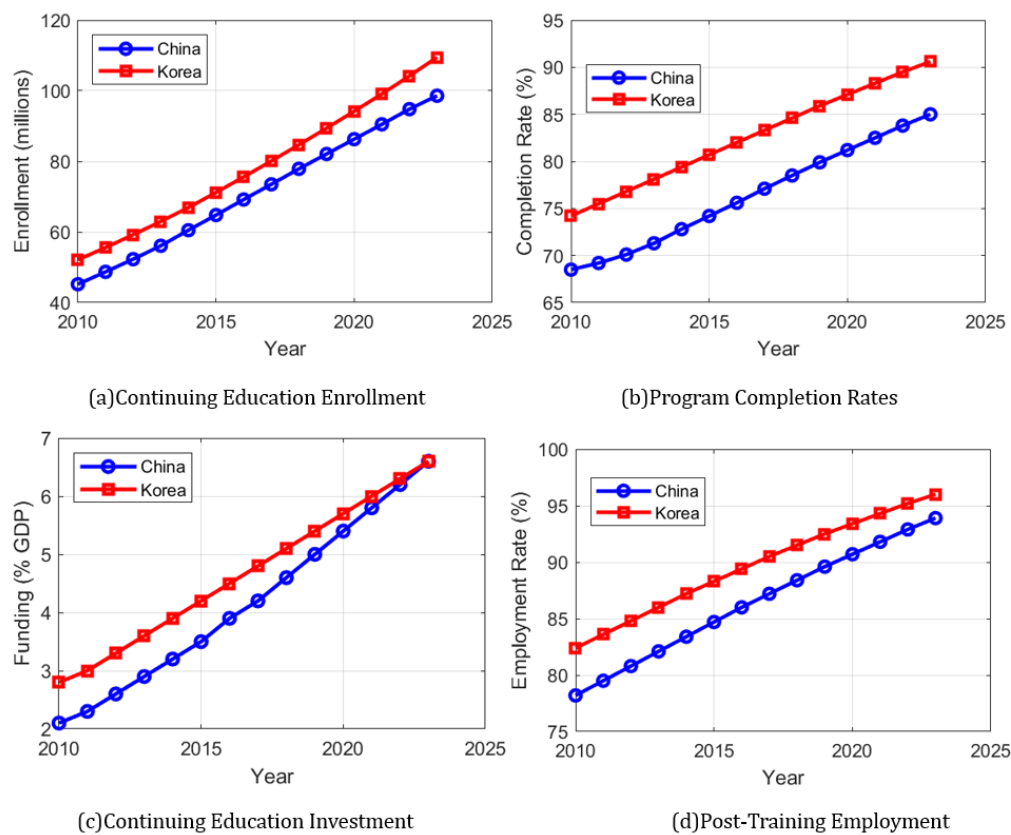 120
100
80
60
40
Enrollment (millions)
China
Korea
2010 2015 2020 2025
Year
(a)Continuing Education Enrollment
95
90
85
80
75
70
65
Completion Rate (%)
China
Korea
2010 2015 2020 2025
Year
(b)Program Completion Rates
7
6
5
4
3
2
Funding (% GDP)
China
Korea
2010 2015 2020 2025
Year
(c)Continuing Education Investment
100
95
90
85
80
75
Employment Rate (%)
China
Korea
2010 2015 2020 2025
Year
(d)Post-Training Employment